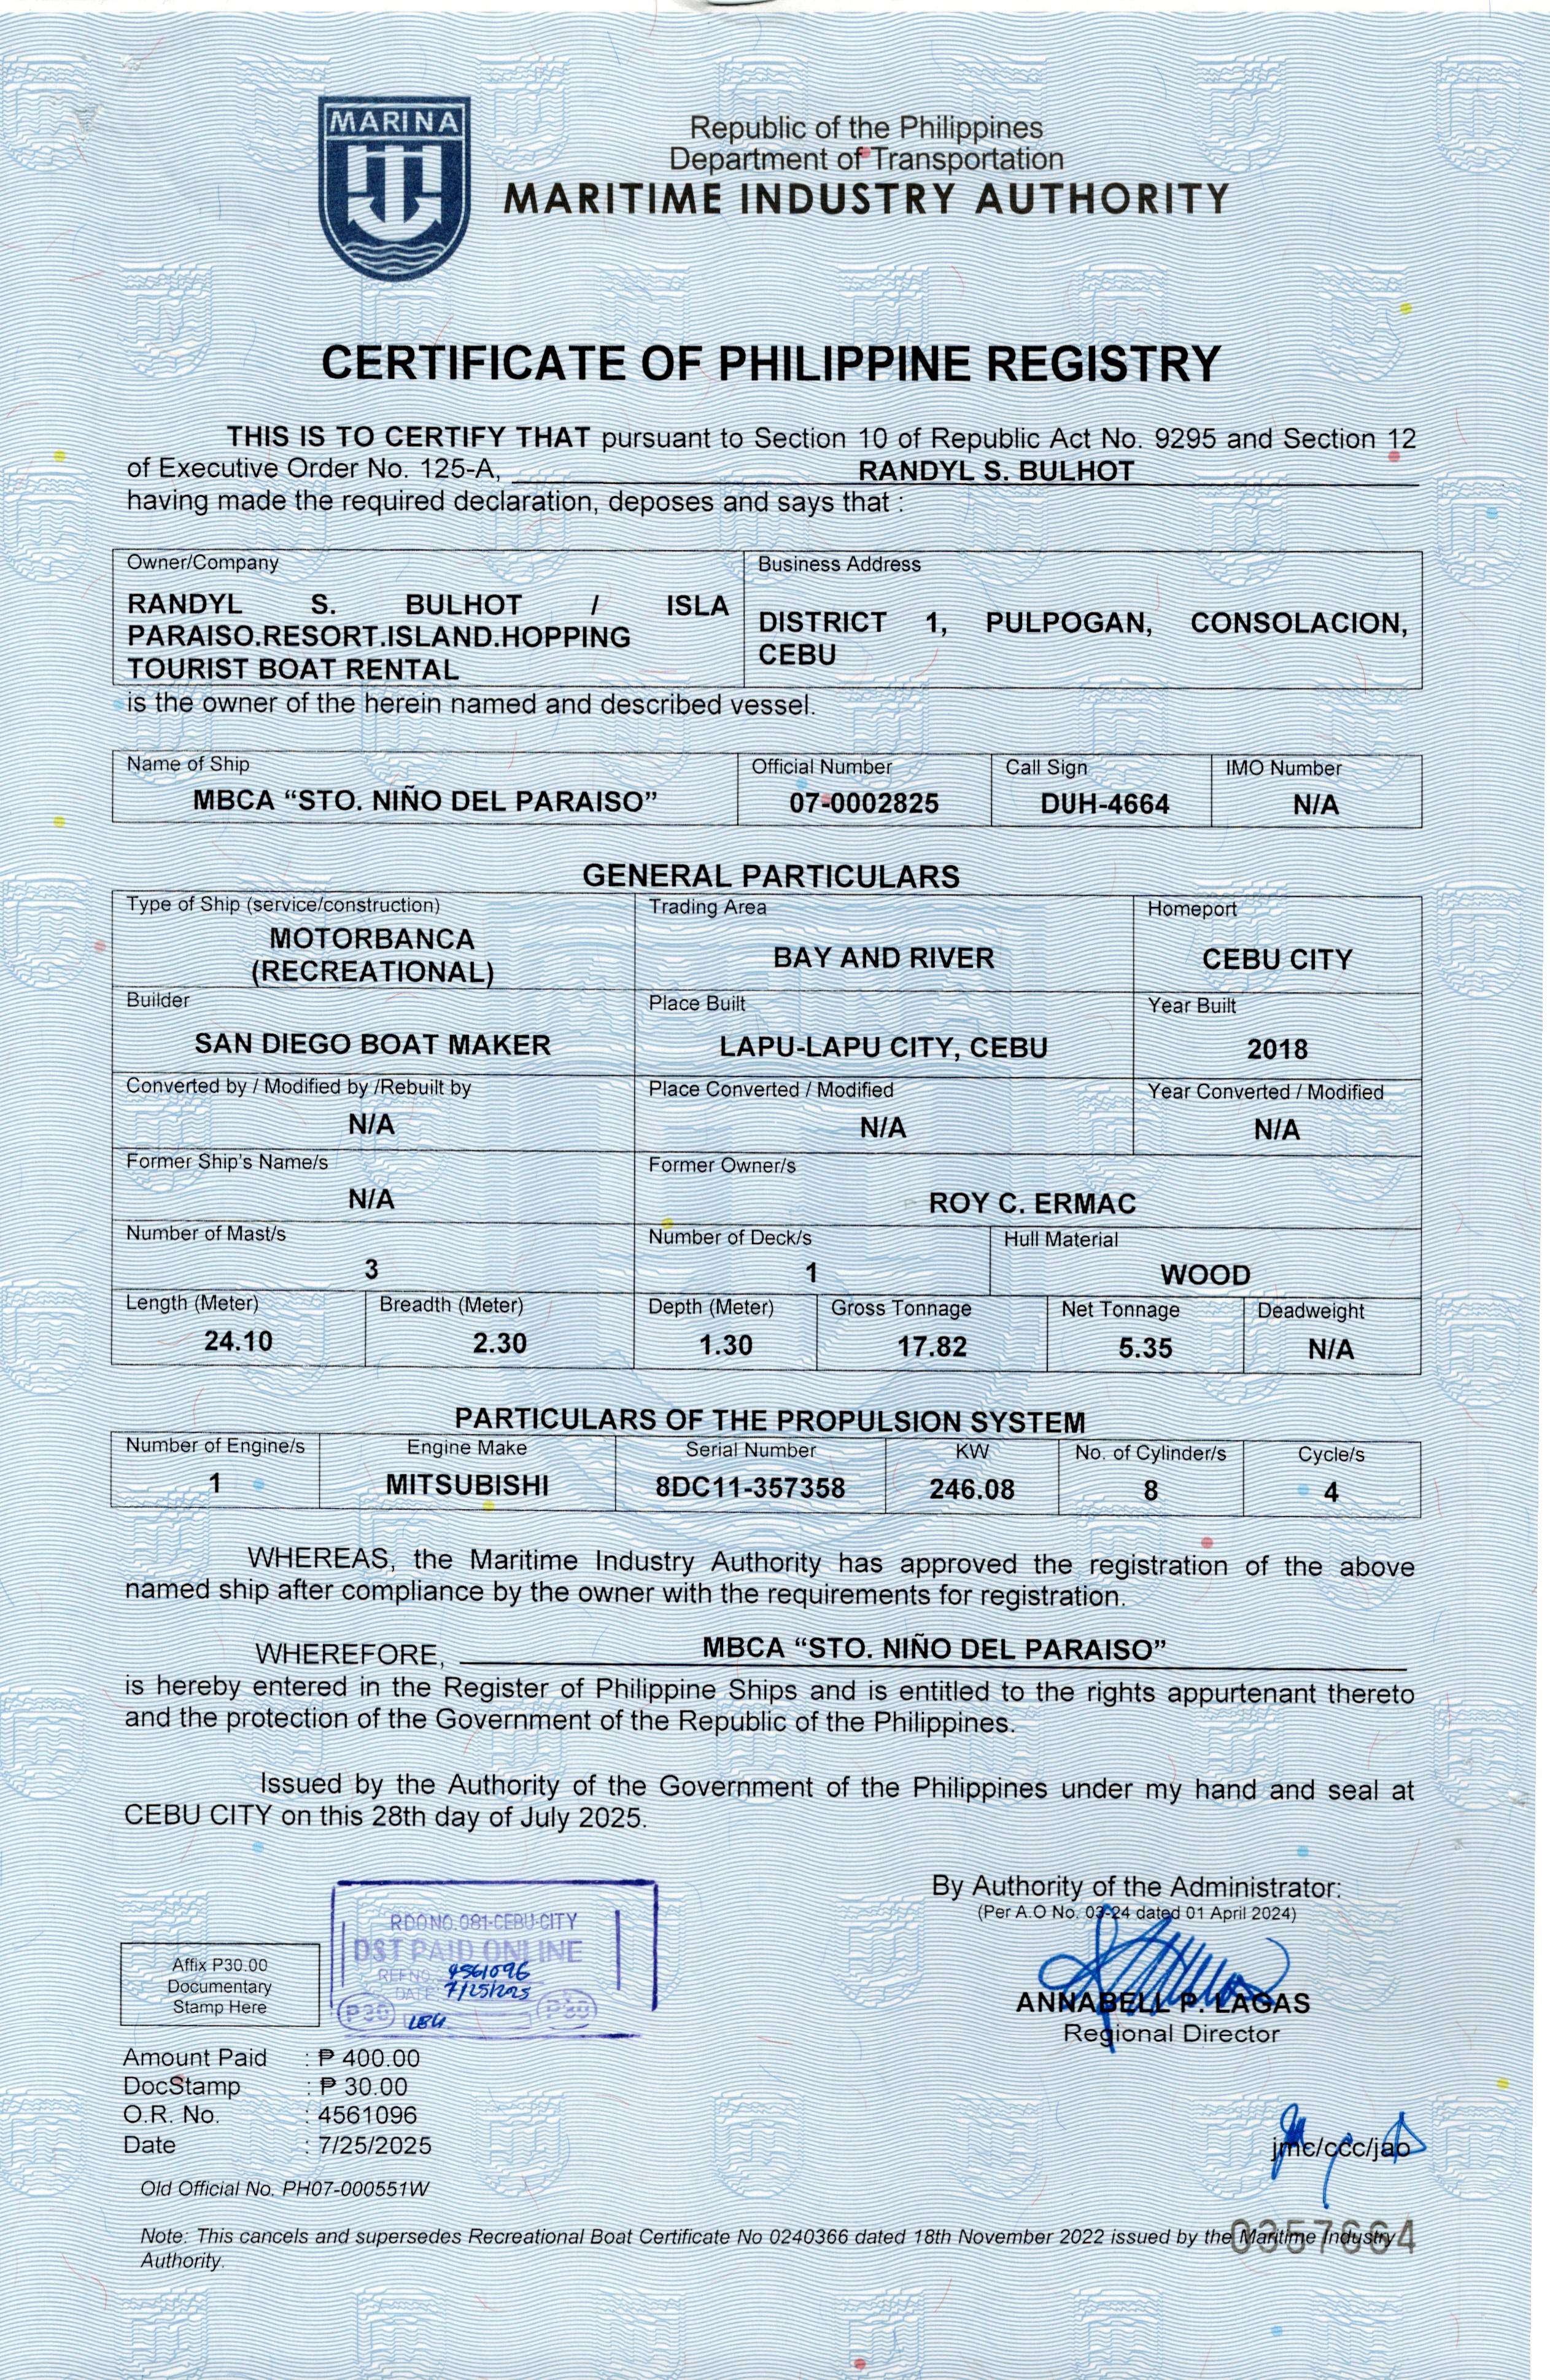 MARINA
Republic of the Philippines
Department of Transportation
MARITIME INDUSTRY AUTHORITY
CERTIFICATE OF PHILIPPINE REGISTRY
THIS IS TO CERTIFY THAT pursuant to Section 10 of Republic Act No. 9295 and Section 12
of Executive Order No. 125-A, RANDYL S. BULHOT
having made the required declaration, deposes and says that :
Owner/Company
RANDYL S. BULHOT / ISLA
PARAISO.RESORT.ISLAND.HOPPING
TOURIST BOAT RENTAL
Business Address
DISTRICT 1, PULPOGAN, CONSOLACION,
CEBU
is the owner of the herein named and described vessel.
Name of Ship
MBCA “STO. NIÑO DEL PARAISO”
Official Number
07-0002825
Call Sign
DUH-4664
IMO Number
N/A
GENERAL PARTICULARS
Type of Ship (service/construction)
MOTORBANCA
(RECREATIONAL)
Trading Area
BAY AND RIVER
Homeport
CEBU CITY
Builder
SAN DIEGO BOAT MAKER
Place Built
LAPU-LAPU CITY, CEBU
Year Built
2018
Converted by / Modified by /Rebuilt by
N/A
Place Converted / Modified
N/A
Year Converted / Modified
N/A
Former Ship's Name/s
N/A
Former Owner/s
ROY C. ERMAC
Number of Mast/s
3
Number of Deck/s
1
Hull Material
WOOD
Length (Meter)
24.10
Breadth (Meter)
2.30
Depth (Meter)
1.30
Gross Tonnage
17.82
Net Tonnage
5.35
Deadweight
N/A
PARTICULARS OF THE PROPULSION SYSTEM
Number of Engine/s
1
Engine Make
MITSUBISHI
Serial Number
8DC11-357358
KW
246.08
No. of Cylinder/s
8
Cycle/s
4
WHEREAS, the Maritime Industry Authority has approved the registration of the above
named ship after compliance by the owner with the requirements for registration.
WHEREFORE, MBCA “STO. NIÑO DEL PARAISO”
is hereby entered in the Register of Philippine Ships and is entitled to the rights appurtenant thereto
and the protection of the Government of the Republic of the Philippines.
Issued by the Authority of the Government of the Philippines under my hand and seal at
CEBU CITY on this 28th day of July 2025.
By Authority of the Administrator:
(Per A.O No. 03-24 dated 01 April 2024)
ANNABELL P. LAGAS
Regional Director
Affix P30.00
Documentary
Stamp Here
RDO NO. 081-CEBU-CITY
DST PAID ONLINE
REF NO. 4561096
DATE 7/25/2025
P30 P30
Amount Paid : ₱ 400.00
DocStamp : ₱ 30.00
O.R. No. : 4561096
Date : 7/25/2025
jmc/ccc/jao
Old Official No. PH07-000551W
Note: This cancels and supersedes Recreational Boat Certificate No 0240366 dated 18th November 2022 issued by the Maritime Industry
Authority.
0357664